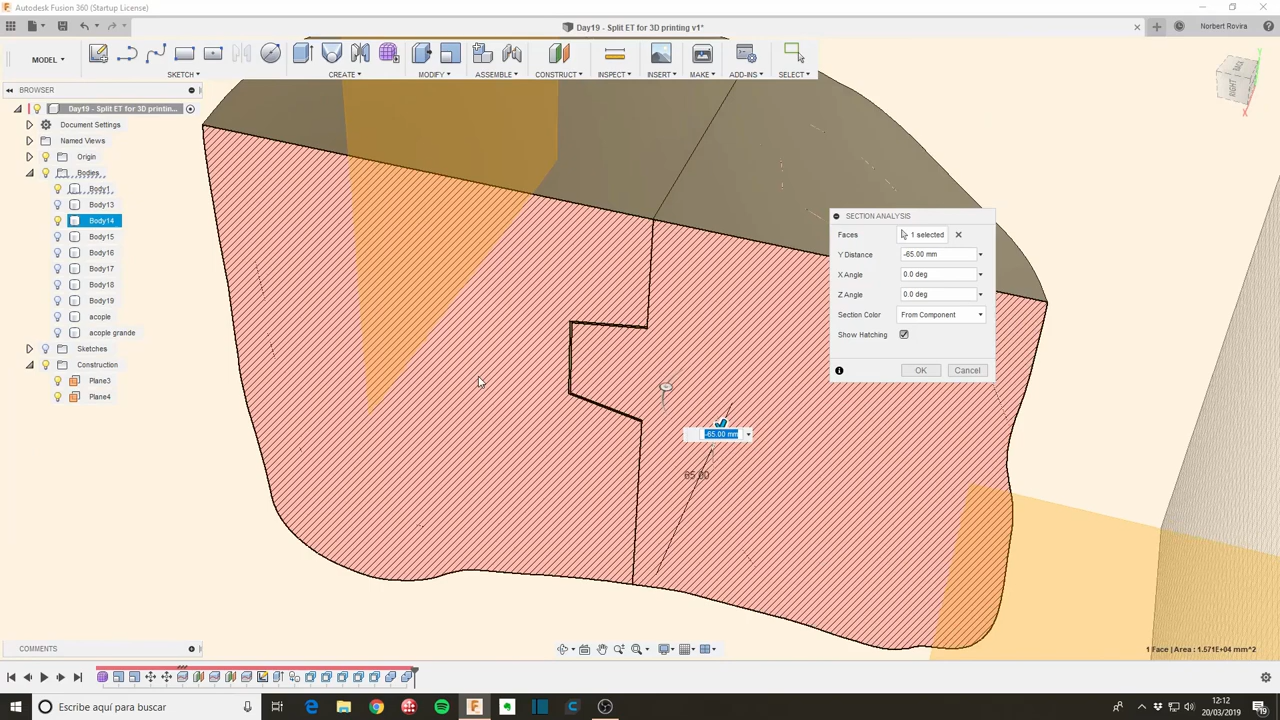 Autodesk Fusion 360 (Startup License)
Day19 - Split ET for 3D printing v1*
Norbert Rovira
MODEL
SKETCH
CREATE
MODIFY
ASSEMBLE
CONSTRUCT
INSPECT
INSERT
MAKE
ADD-INS
SELECT
BACK
RIGHT
Y
X
BROWSER
Day19 - Split ET for 3D printin...
Document Settings
Named Views
Origin
Bodies
Body1
Body13
Body14
Body15
Body16
Body17
Body18
Body19
acople
acople grande
Sketches
Construction
Plane3
Plane4
SECTION ANALYSIS
Faces
1 selected
Y Distance
-65.00 mm
X Angle
0.0 deg
Z Angle
0.0 deg
Section Color
From Component
Show Hatching
OK
Cancel
-65.00 mm
65.00
COMMENTS
1 Face | Area : 1.571E+04 mm^2
Escribe aquí para buscar
12:12
20/03/2019
19